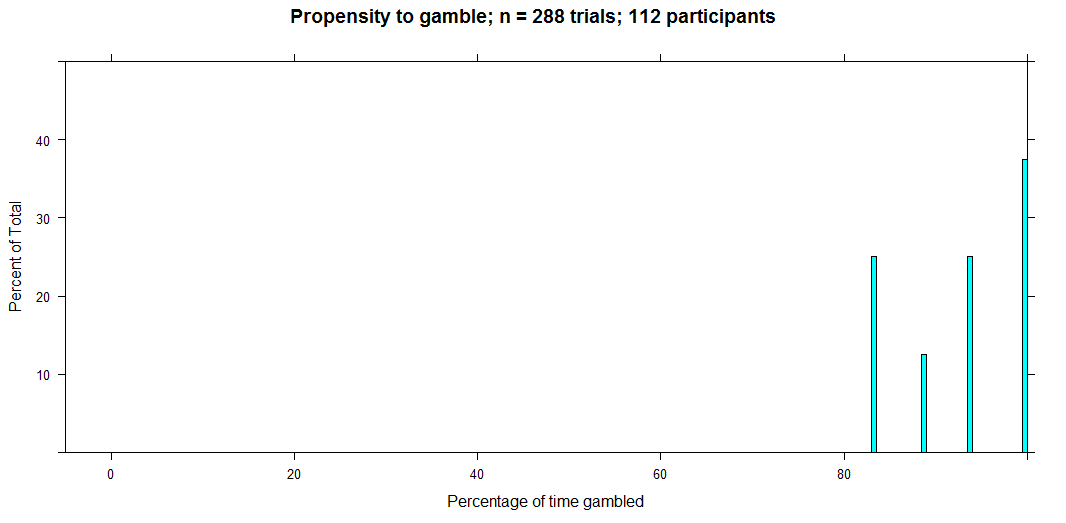 Propensity to gamble; n = 288 trials; 112 participants
40
30
20
10
Percent of Total
0 20 40 60 80
Percentage of time gambled